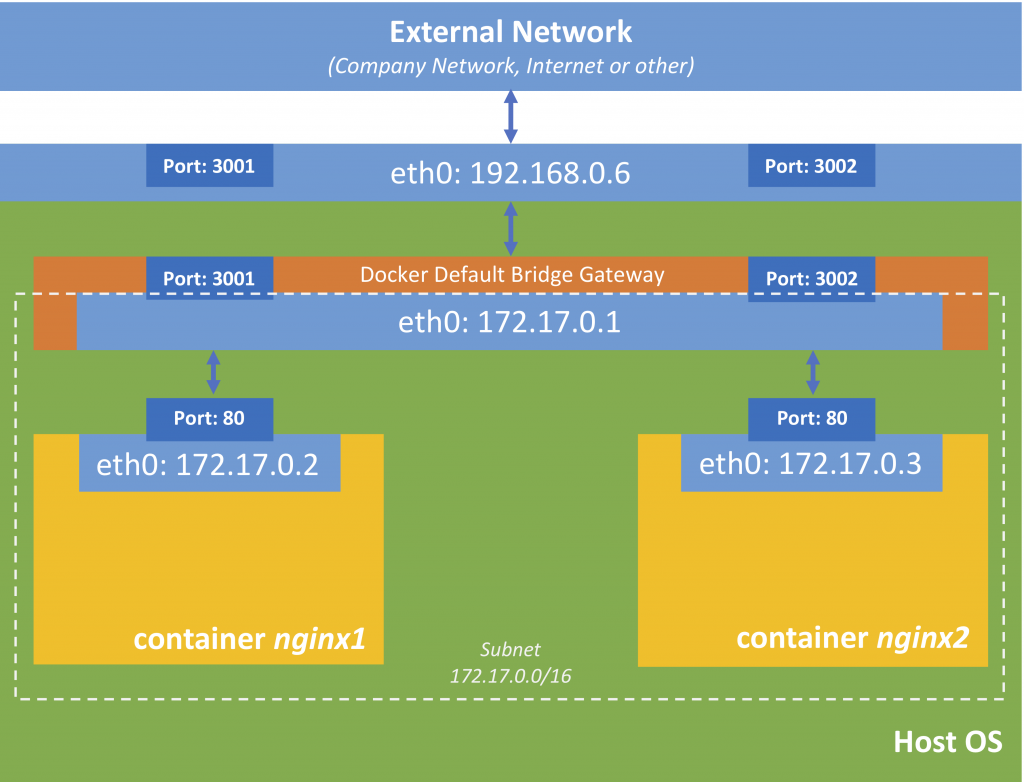 External Network
(Company Network, Internet or other)
Port: 3001
eth0: 192.168.0.6
Port: 3002
Port: 3001
Docker Default Bridge Gateway
Port: 3002
eth0: 172.17.0.1
Port: 80
Port: 80
eth0: 172.17.0.2
eth0: 172.17.0.3
container nginx1
container nginx2
Subnet
172.17.0.0/16
Host OS